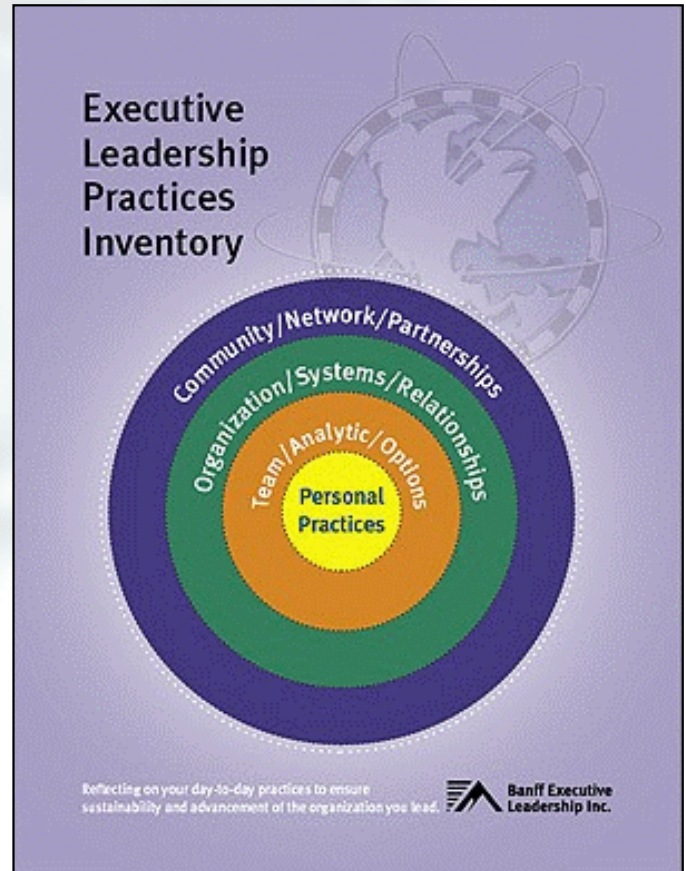 Executive
Leadership
Practices
Inventory
Community/Network/Partnerships
Organization/Systems/Relationships
Team/Analytic/Options
Personal
Practices
Reflecting on your day-to-day practices to ensure
sustainability and advancement of the organization you lead.
Banff Executive
Leadership Inc.